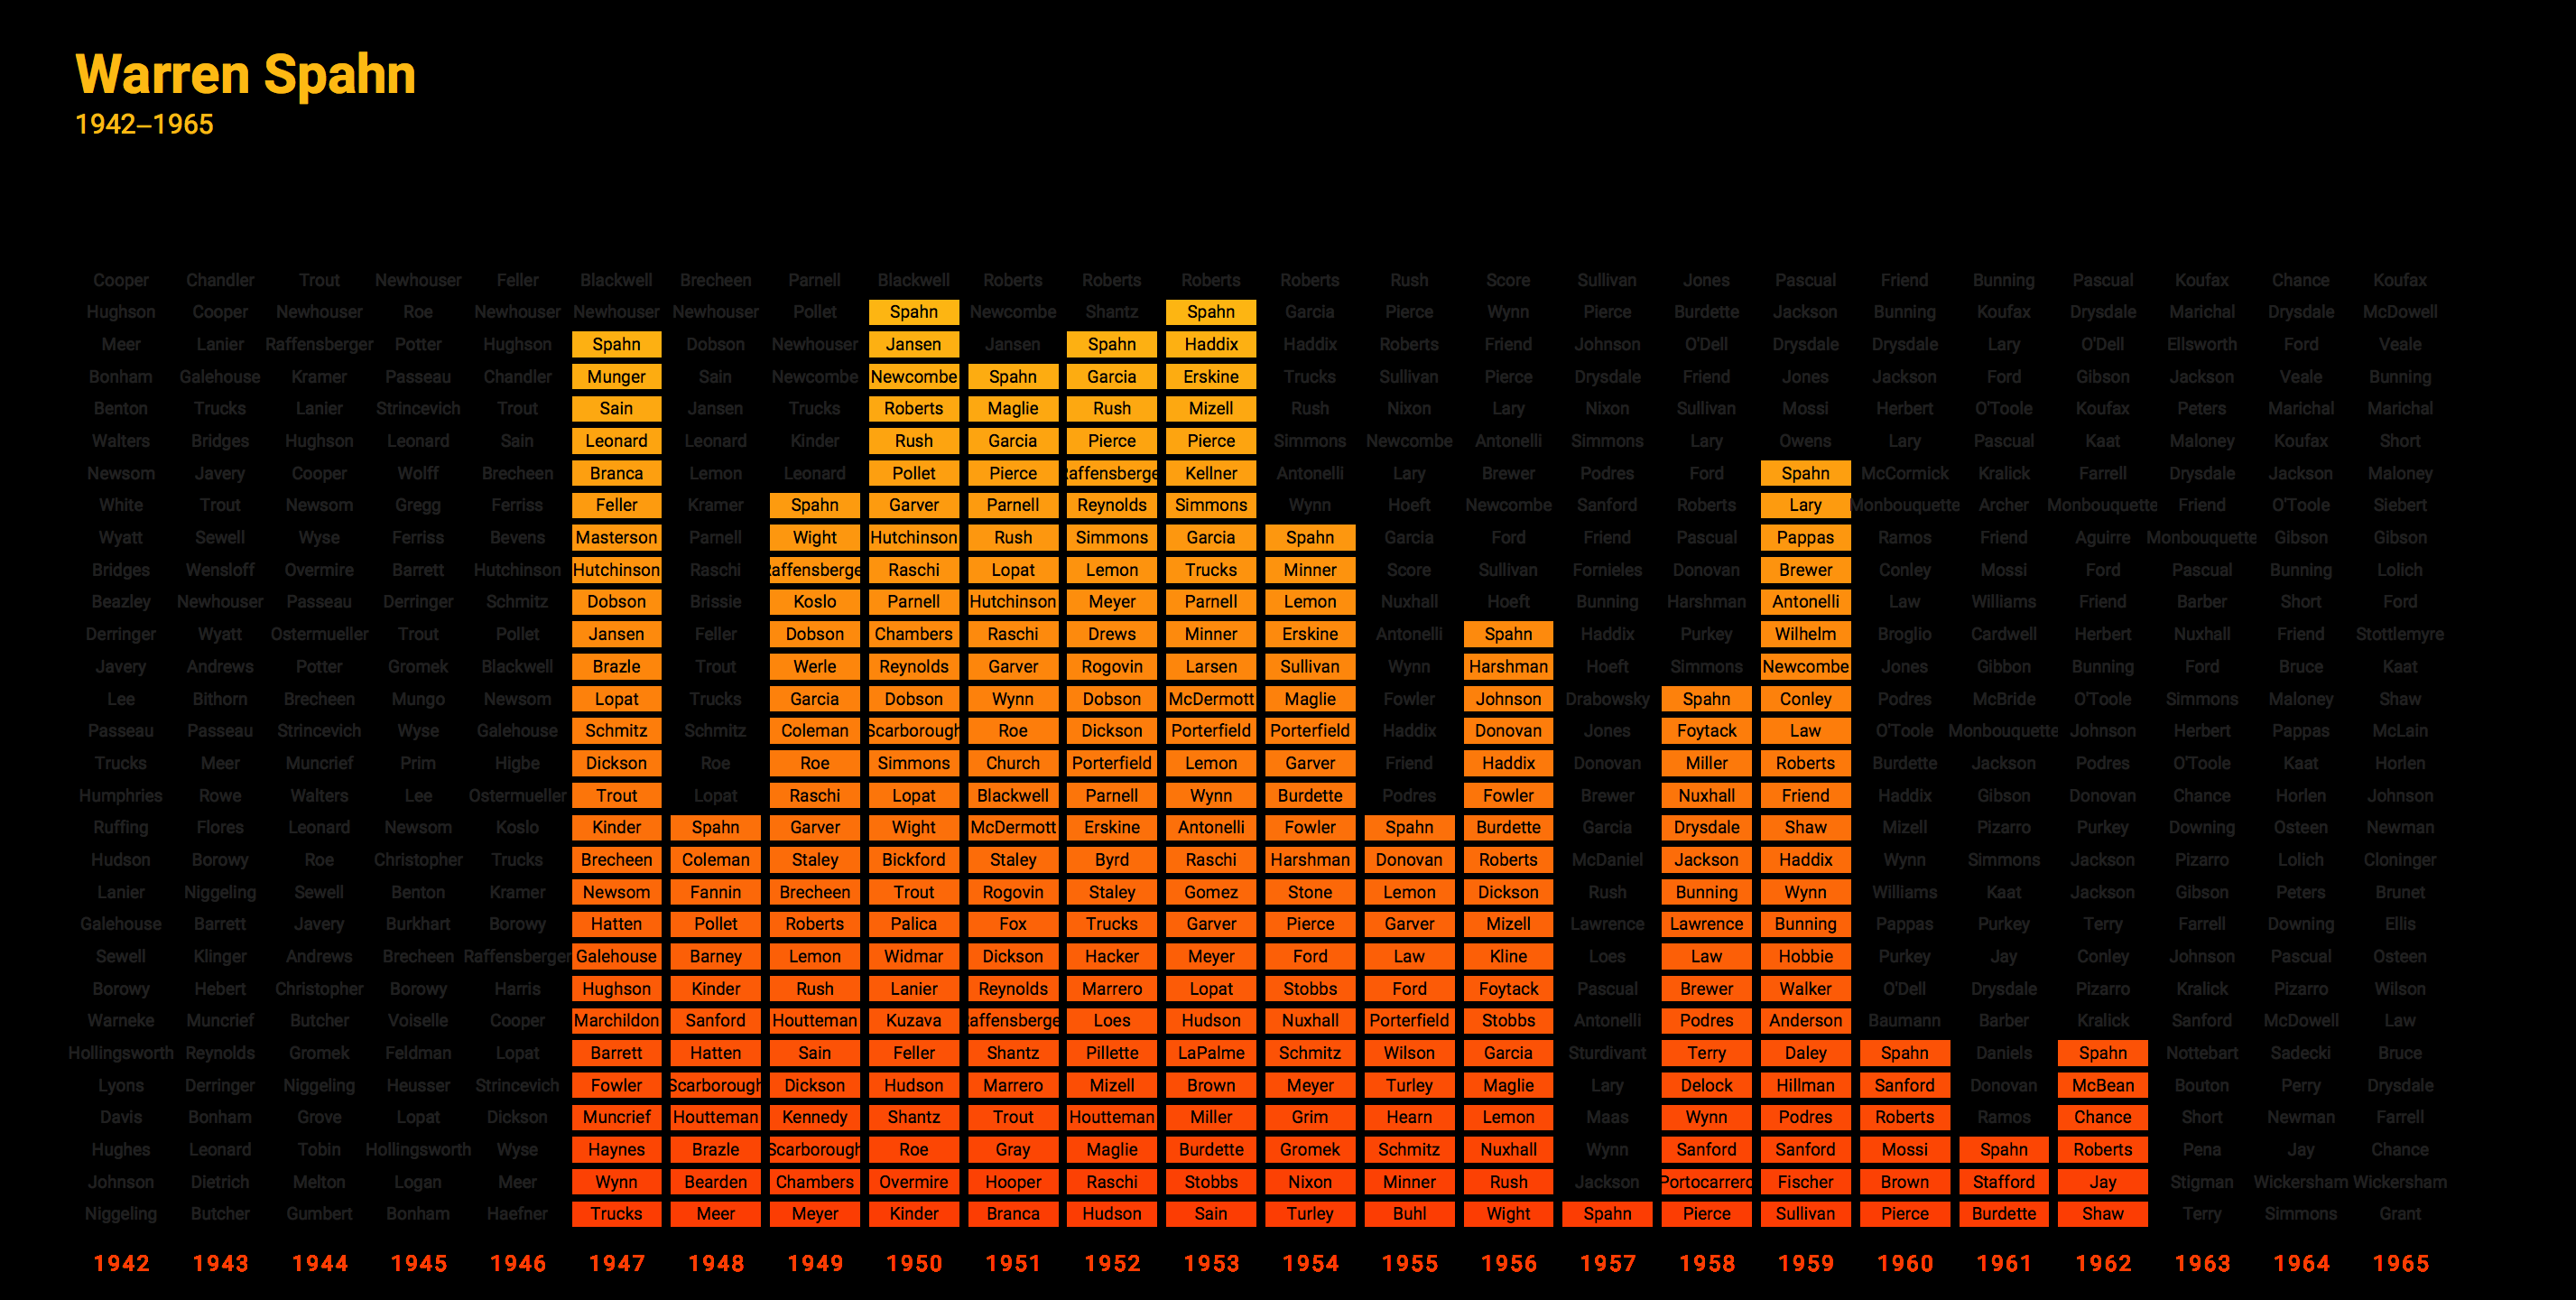 Warren Spahn
1942–1965
Cooper Chandler Trout Newhouser Feller Blackwell Brecheen Parnell Blackwell Roberts Roberts Roberts Roberts Rush Score Sullivan Jones Pascual Friend Bunning Pascual Koufax Chance Koufax
Hughson Cooper Newhouser Roe Newhouser Newhouser Newhouser Pollet Spahn Newcombe Shantz Spahn Garcia Pierce Wynn Pierce Burdette Jackson Bunning Koufax Drysdale Marichal Drysdale McDowell
Meer Lanier Raffensberger Potter Hughson Spahn Dobson Newhouser Jansen Jansen Spahn Haddix Haddix Roberts Friend Johnson O'Dell Drysdale Drysdale Lary O'Dell Ellsworth Ford Veale
Bonham Galehouse Kramer Passeau Chandler Munger Sain Newcombe Newcombe Spahn Garcia Erskine Trucks Sullivan Pierce Drysdale Friend Jones Jackson Ford Gibson Jackson Veale Bunning
Benton Trucks Lanier Strincevich Trout Sain Jansen Trucks Roberts Maglie Rush Mizell Rush Nixon Lary Nixon Sullivan Mossi Herbert O'Toole Koufax Peters Marichal Marichal
Walters Bridges Hughson Leonard Sain Leonard Leonard Kinder Rush Garcia Pierce Pierce Simmons Newcombe Antonelli Simmons Lary Owens Lary Pascual Kaat Maloney Koufax Short
Newsom Javery Cooper Wolff Brecheen Branca Lemon Leonard Pollet Pierce affensberge Kellner Antonelli Lary Brewer Podres Ford Spahn McCormick Kralick Farrell Drysdale Jackson Maloney
White Trout Newsom Gregg Ferriss Feller Kramer Spahn Garver Parnell Reynolds Simmons Wynn Hoeft Newcombe Sanford Roberts Lary Monbouquette Archer Monbouquette Friend O'Toole Siebert
Wyatt Sewell Wyse Ferriss Bevens Masterson Parnell Wight Hutchinson Rush Simmons Garcia Spahn Garcia Ford Friend Pascual Pappas Ramos Friend Aguirre Monbouquette Gibson Gibson
Bridges Wensloff Overmire Barrett Hutchinson Hutchinson Raschi affensberge Raschi Lopat Lemon Trucks Minner Score Sullivan Fornieles Donovan Brewer Conley Mossi Ford Pascual Bunning Lolich
Beazley Newhouser Passeau Derringer Schmitz Dobson Brissie Koslo Parnell Hutchinson Meyer Parnell Lemon Nuxhall Hoeft Bunning Harshman Antonelli Law Williams Friend Barber Short Ford
Derringer Wyatt Ostermueller Trout Pollet Jansen Feller Dobson Chambers Raschi Drews Minner Erskine Antonelli Spahn Haddix Purkey Wilhelm Broglio Cardwell Herbert Nuxhall Friend Stottlemyre
Javery Andrews Potter Gromek Blackwell Brazle Trout Werle Reynolds Garver Rogovin Larsen Sullivan Wynn Harshman Hoeft Simmons Newcombe Jones Gibbon Bunning Ford Bruce Kaat
Lee Bithorn Brecheen Mungo Newsom Lopat Trucks Garcia Dobson Wynn Dobson McDermott Maglie Fowler Johnson Drabowsky Spahn Conley Podres McBride O'Toole Simmons Maloney Shaw
Passeau Passeau Strincevich Wyse Galehouse Schmitz Schmitz Coleman Scarborough Roe Dickson Porterfield Porterfield Haddix Donovan Jones Foytack Law O'Toole Monbouquette Johnson Herbert Pappas McLain
Trucks Meer Muncrief Prim Higbe Dickson Roe Roe Simmons Church Porterfield Lemon Garver Friend Haddix Donovan Miller Roberts Burdette Jackson Podres O'Toole Kaat Horlen
Humphries Rowe Walters Lee Ostermueller Trout Lopat Raschi Lopat Blackwell Parnell Wynn Burdette Podres Fowler Brewer Nuxhall Friend Haddix Gibson Donovan Chance Horlen Johnson
Ruffing Flores Leonard Newsom Koslo Kinder Spahn Garver Wight McDermott Erskine Antonelli Fowler Spahn Burdette Garcia Drysdale Shaw Mizell Pizarro Purkey Downing Osteen Newman
Hudson Borowy Roe Christopher Trucks Brecheen Coleman Staley Bickford Staley Byrd Raschi Harshman Donovan Roberts McDaniel Jackson Haddix Wynn Simmons Jackson Pizarro Lolich Cloninger
Lanier Niggeling Sewell Benton Kramer Newsom Fannin Brecheen Trout Rogovin Staley Gomez Stone Lemon Dickson Rush Bunning Wynn Williams Kaat Jackson Gibson Peters Brunet
Galehouse Barrett Javery Burkhart Borowy Hatten Pollet Roberts Palica Fox Trucks Garver Pierce Garver Mizell Lawrence Lawrence Bunning Pappas Purkey Terry Farrell Downing Ellis
Sewell Klinger Andrews Brecheen Raffensberger Galehouse Barney Lemon Widmar Dickson Hacker Meyer Ford Law Kline Loes Law Hobbie Purkey Jay Conley Johnson Pascual Osteen
Borowy Hebert Christopher Borowy Harris Hughson Kinder Rush Lanier Reynolds Marrero Lopat Stobbs Ford Foytack Pascual Brewer Walker O'Dell Drysdale Pizarro Kralick Pizarro Wilson
Warneke Muncrief Butcher Voiselle Cooper Marchildon Sanford Houtteman Kuzava affensberge Loes Hudson Nuxhall Porterfield Stobbs Antonelli Podres Anderson Baumann Barber Kralick Sanford McDowell Law
Hollingsworth Reynolds Gromek Feldman Lopat Barrett Hatten Sain Feller Shantz Pillette LaPalme Schmitz Wilson Garcia Sturdivant Terry Daley Spahn Daniels Spahn Nottebart Sadecki Bruce
Lyons Derringer Niggeling Heusser Strincevich Fowler Scarborough Dickson Hudson Marrero Mizell Brown Meyer Turley Maglie Lary Delock Hillman Sanford Donovan McBean Bouton Perry Drysdale
Davis Bonham Grove Lopat Dickson Muncrief Houtteman Kennedy Shantz Trout Houtteman Miller Grim Hearn Lemon Maas Wynn Podres Roberts Ramos Chance Short Newman Farrell
Hughes Leonard Tobin Hollingsworth Wyse Haynes Brazle Scarborough Roe Gray Maglie Burdette Gromek Schmitz Nuxhall Wynn Sanford Sanford Mossi Spahn Roberts Pena Jay Chance
Johnson Dietrich Melton Logan Meer Wynn Bearden Chambers Overmire Hooper Raschi Stobbs Nixon Minner Rush Jackson Portocarrero Fischer Brown Stafford Jay Stigman Wickersham Wickersham
Niggeling Butcher Gumbert Bonham Haefner Trucks Meer Meyer Kinder Branca Hudson Sain Turley Buhl Wight Spahn Pierce Sullivan Pierce Burdette Shaw Terry Simmons Grant
1942 1943 1944 1945 1946 1947 1948 1949 1950 1951 1952 1953 1954 1955 1956 1957 1958 1959 1960 1961 1962 1963 1964 1965